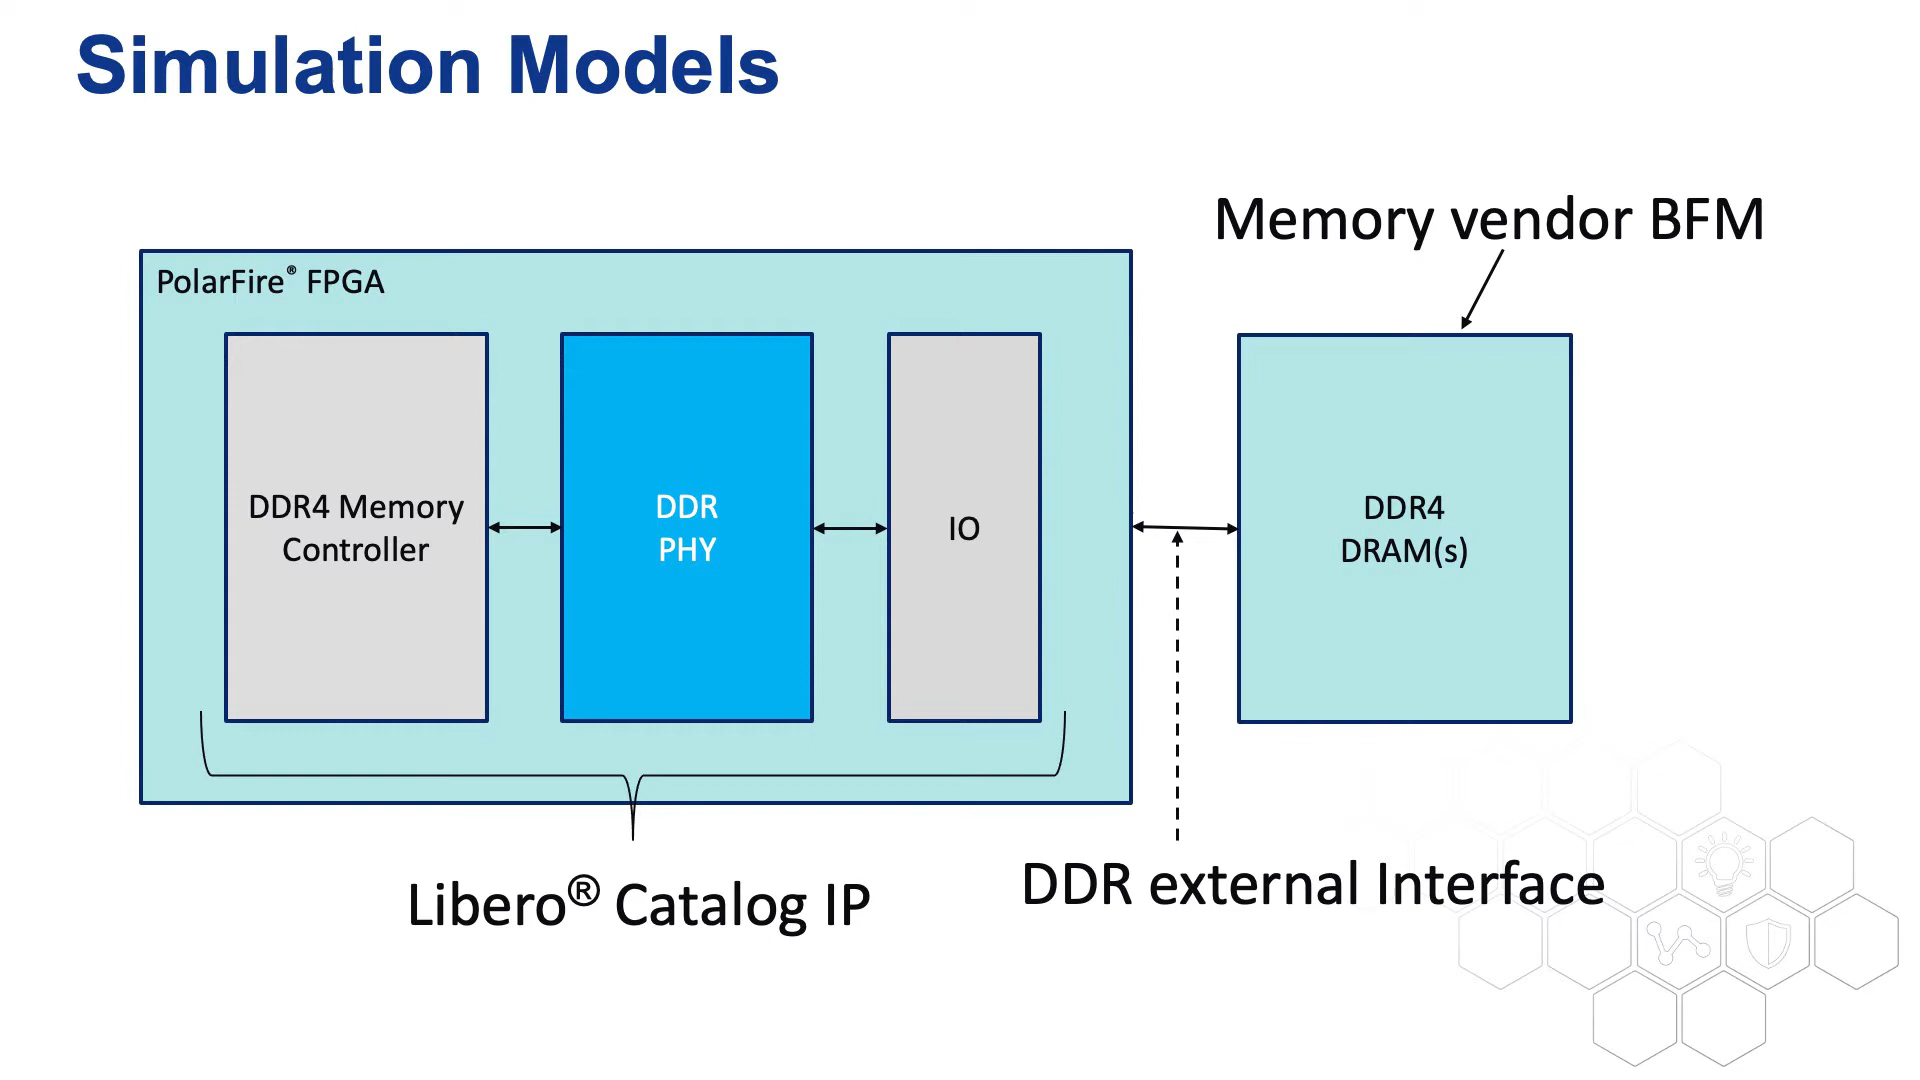 Simulation Models
Memory vendor BFM
PolarFire® FPGA
DDR4 Memory
Controller
DDR
PHY
IO
DDR4
DRAM(s)
Libero® Catalog IP
DDR external Interface